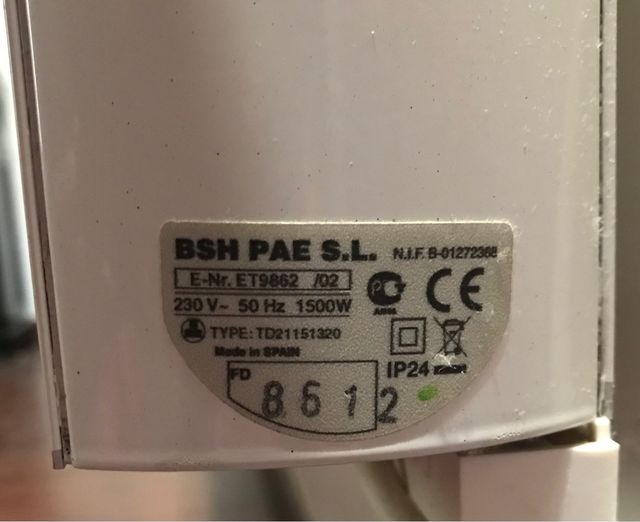 BSH PAE S.L. N.I.F. B-01272368
E-Nr. ET9862 /02
230 V~ 50 Hz 1500W
CE
TYPE: TD21151320
Made in SPAIN
IP24
FD
8612